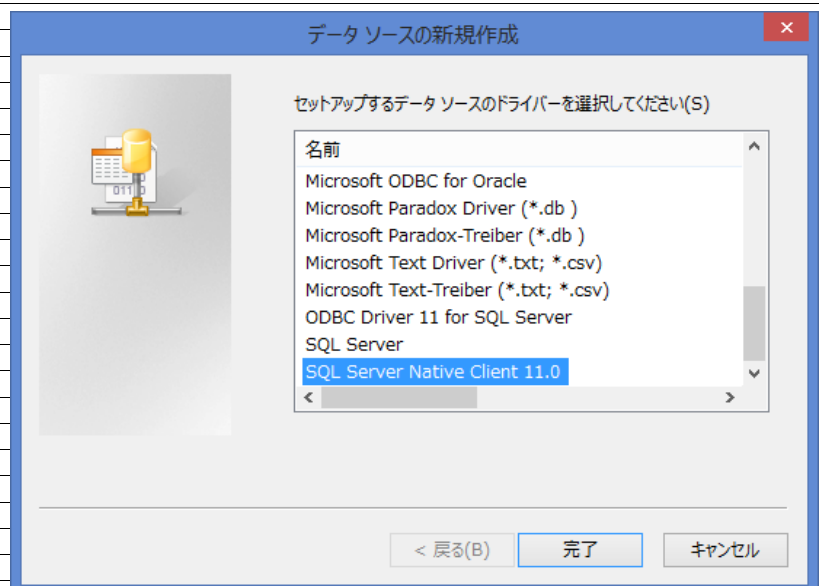 データ ソースの新規作成
セットアップするデータ ソースのドライバーを選択してください(S)
名前
Microsoft ODBC for Oracle
Microsoft Paradox Driver (*.db )
Microsoft Paradox-Treiber (*.db )
Microsoft Text Driver (*.txt; *.csv)
Microsoft Text-Treiber (*.txt; *.csv)
ODBC Driver 11 for SQL Server
SQL Server
SQL Server Native Client 11.0
< 戻る(B)
完了
キャンセル